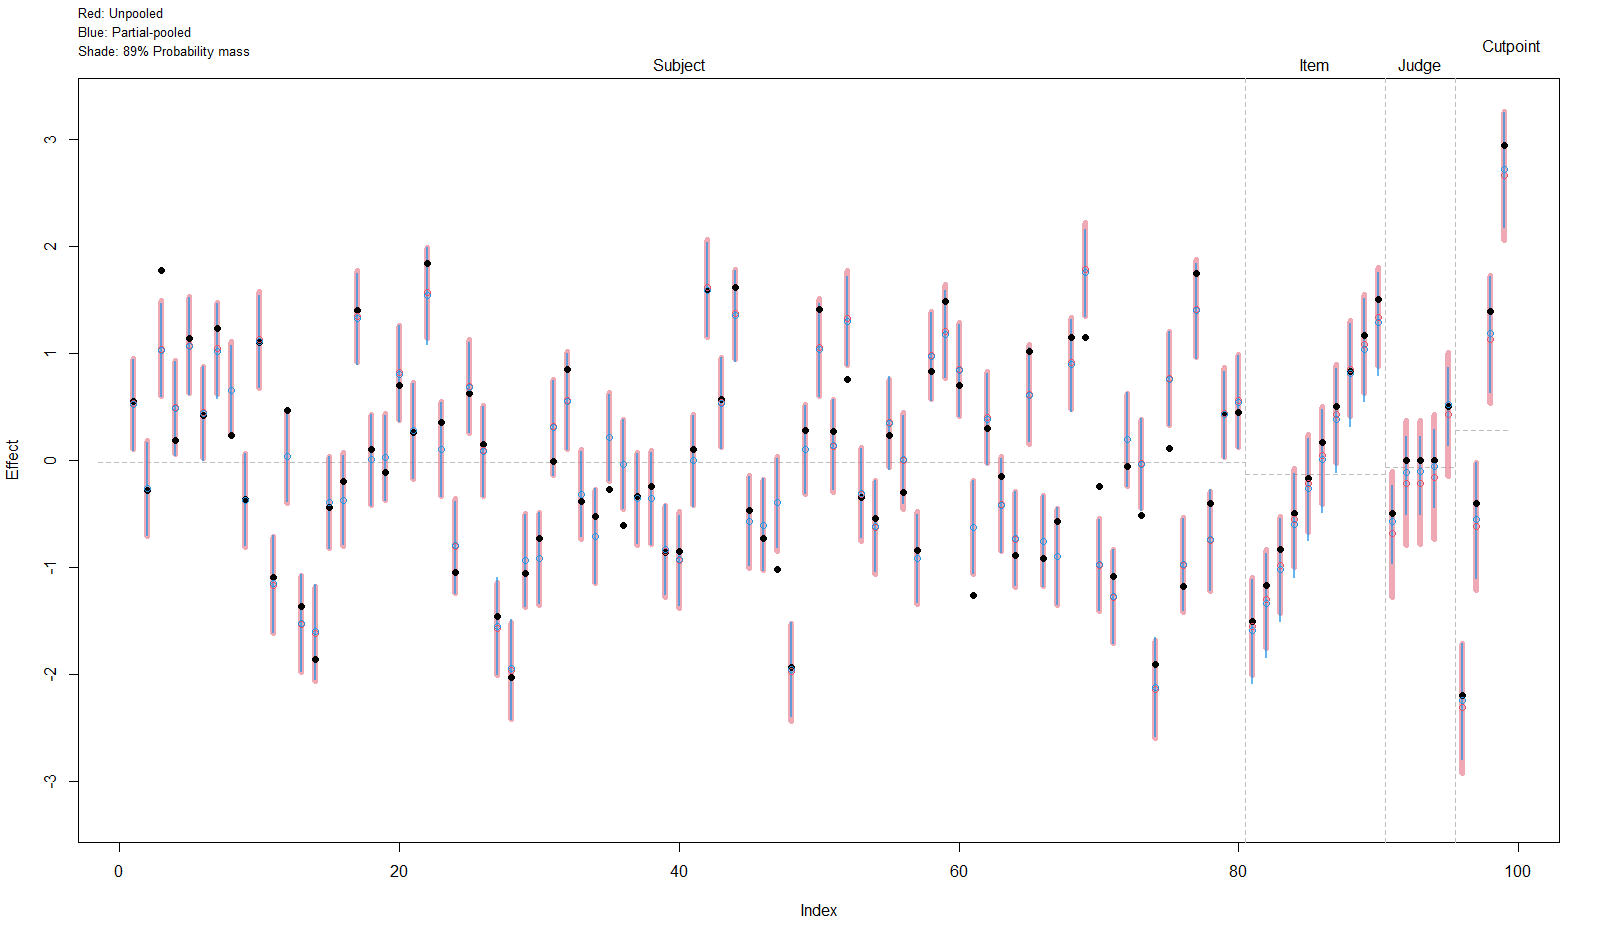 Red: Unpooled
Blue: Partial-pooled
Shade: 89% Probability mass
Cutpoint
Subject
Item
Judge
3
2
1
0
-1
-2
-3
Effect
0
20
40
60
80
100
Index